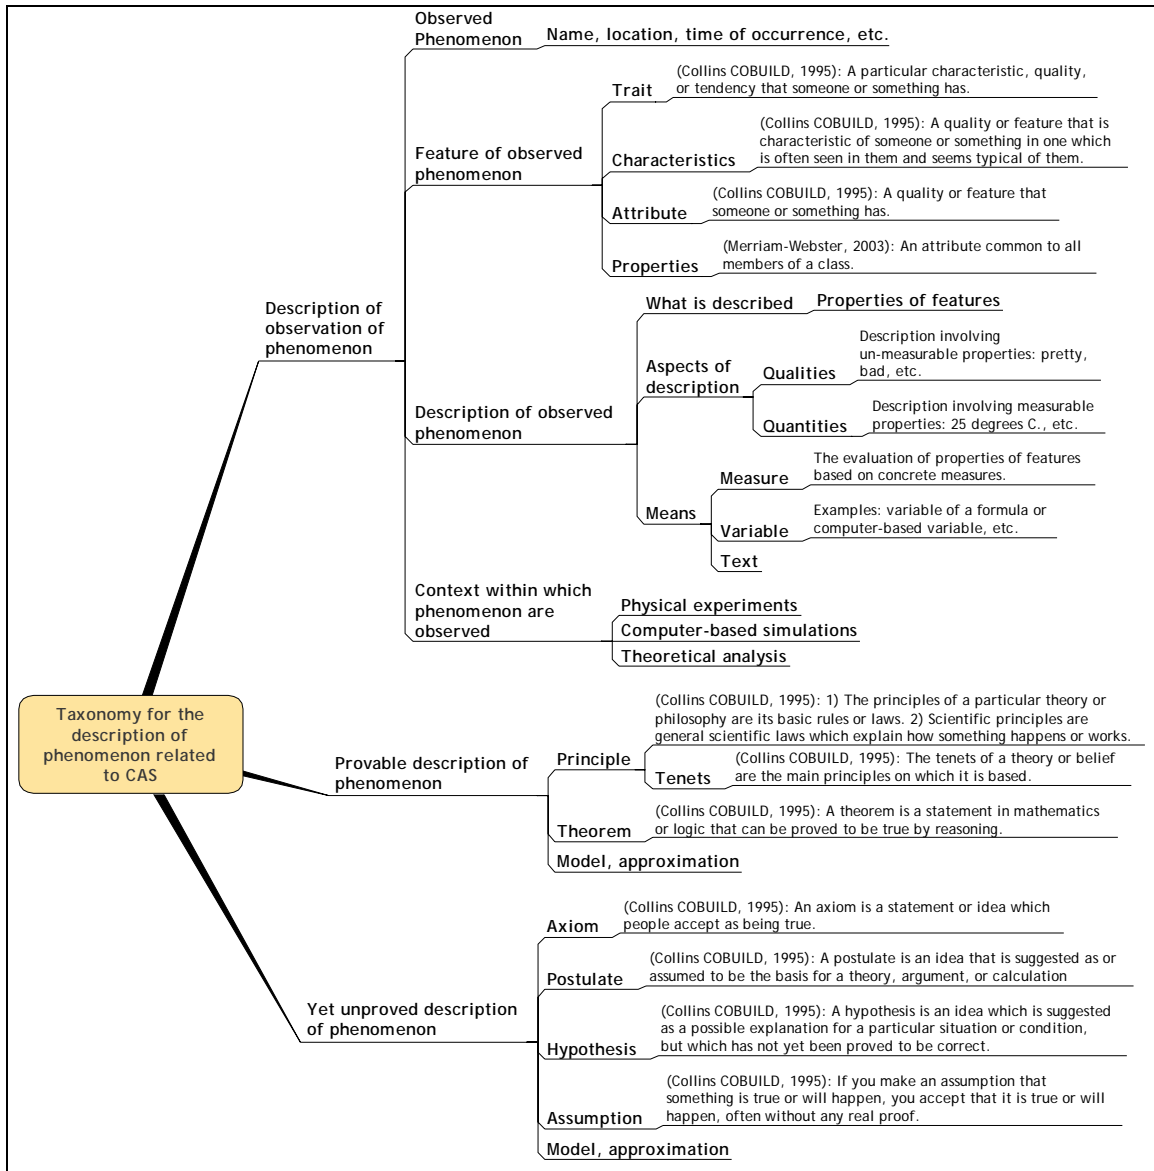 Observed
Phenomenon
Name, location, time of occurrence, etc.
Feature of observed
phenomenon
Trait
(Collins COBUILD, 1995): A particular characteristic, quality,
or tendency that someone or something has.
Characteristics
(Collins COBUILD, 1995): A quality or feature that is
characteristic of someone or something in one which
is often seen in them and seems typical of them.
Attribute
(Collins COBUILD, 1995): A quality or feature that
someone or something has.
Properties
(Merriam-Webster, 2003): An attribute common to all
members of a class.
Description of
observation of
phenomenon
Description of observed
phenomenon
What is described
Properties of features
Aspects of
description
Qualities
Description involving
un-measurable properties: pretty,
bad, etc.
Quantities
Description involving measurable
properties: 25 degrees C., etc.
Means
Measure
The evaluation of properties of features
based on concrete measures.
Variable
Examples: variable of a formula or
computer-based variable, etc.
Text
Context within which
phenomenon are
observed
Physical experiments
Computer-based simulations
Theoretical analysis
Taxonomy for the
description of
phenomenon related
to CAS
Provable description of
phenomenon
Principle
(Collins COBUILD, 1995): 1) The principles of a particular theory or
philosophy are its basic rules or laws. 2) Scientific principles are
general scientific laws which explain how something happens or works.
Tenets
(Collins COBUILD, 1995): The tenets of a theory or belief
are the main principles on which it is based.
Theorem
(Collins COBUILD, 1995): A theorem is a statement in mathematics
or logic that can be proved to be true by reasoning.
Model, approximation
Yet unproved description
of phenomenon
Axiom
(Collins COBUILD, 1995): An axiom is a statement or idea which
people accept as being true.
Postulate
(Collins COBUILD, 1995): A postulate is an idea that is suggested as or
assumed to be the basis for a theory, argument, or calculation
Hypothesis
(Collins COBUILD, 1995): A hypothesis is an idea which is suggested
as a possible explanation for a particular situation or condition,
but which has not yet been proved to be correct.
Assumption
(Collins COBUILD, 1995): If you make an assumption that
something is true or will happen, you accept that it is true or will
happen, often without any real proof.
Model, approximation